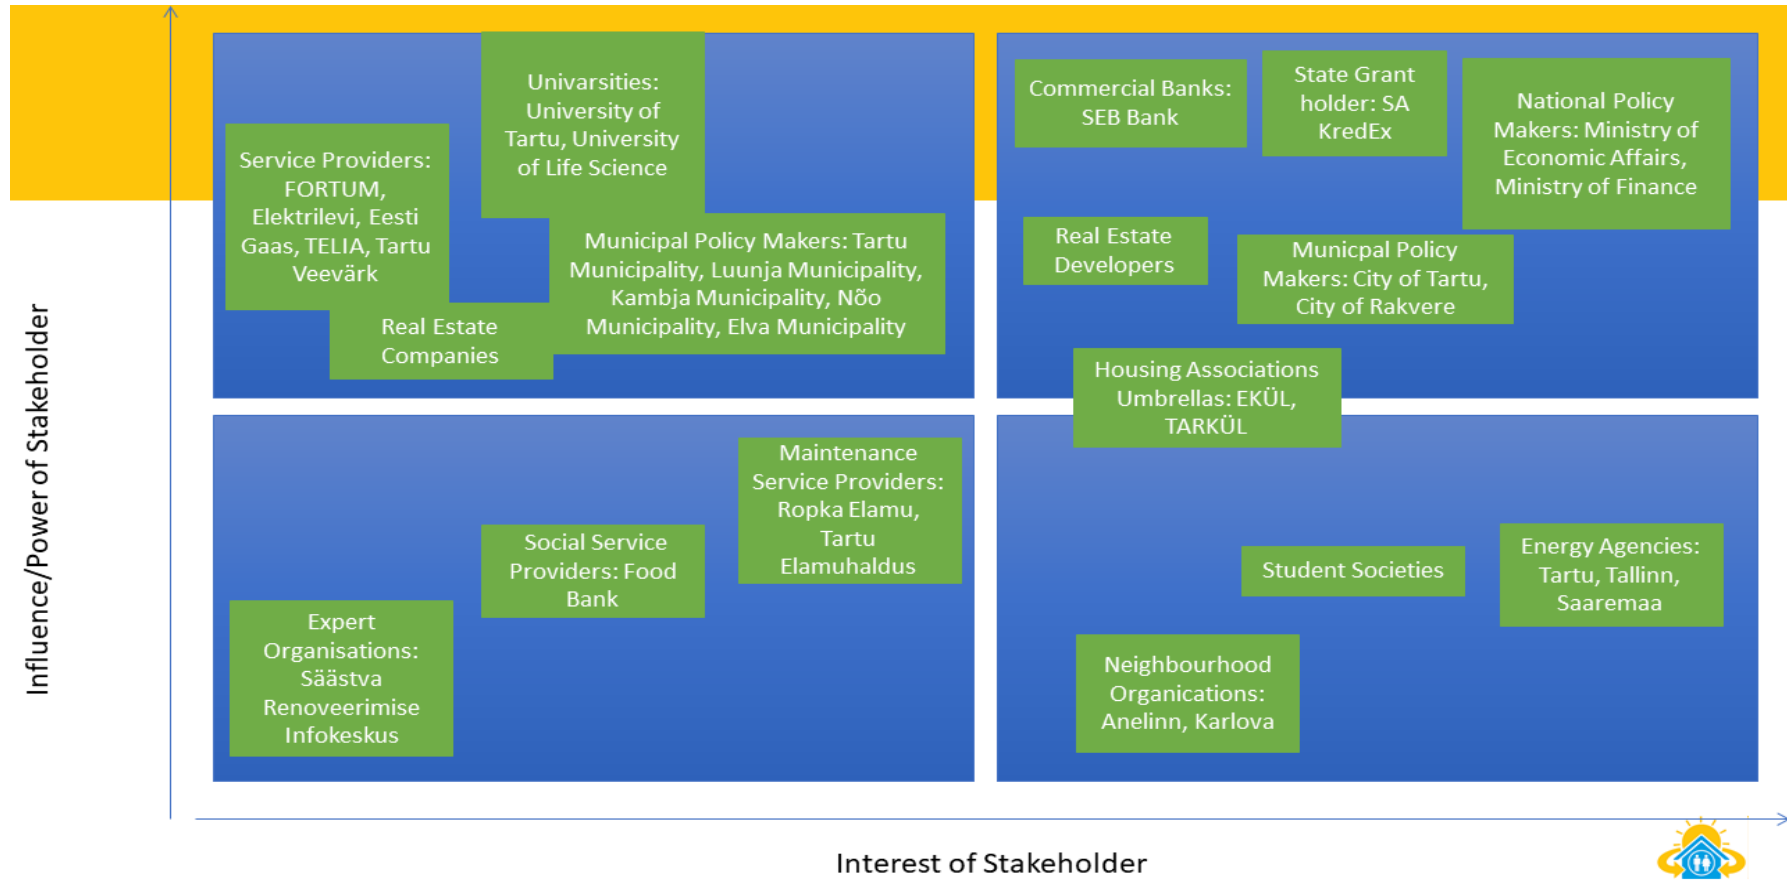 Univarsities:
University of
Tartu, University
of Life Science
Service Providers:
FORTUM,
Elektrilevi, Eesti
Gaas, TELIA, Tartu
Veevärk
Municipal Policy Makers: Tartu
Municipality, Luunja Municipality,
Kambja Municipality, Nõo
Municipality, Elva Municipality
Real Estate
Companies
Commercial Banks:
SEB Bank
State Grant
holder: SA
KredEx
National Policy
Makers: Ministry of
Economic Affairs,
Ministry of Finance
Real Estate
Developers
Municpal Policy
Makers: City of Tartu,
City of Rakvere
Housing Associations
Umbrellas: EKÜL,
TARKÜL
Maintenance
Service Providers:
Ropka Elamu,
Tartu
Elamuhaldus
Social Service
Providers: Food
Bank
Expert
Organisations:
Säästva
Renoveerimise
Infokeskus
Student Societies
Energy Agencies:
Tartu, Tallinn,
Saaremaa
Neighbourhood
Organications:
Anelinn, Karlova
Influence/Power of Stakeholder
Interest of Stakeholder